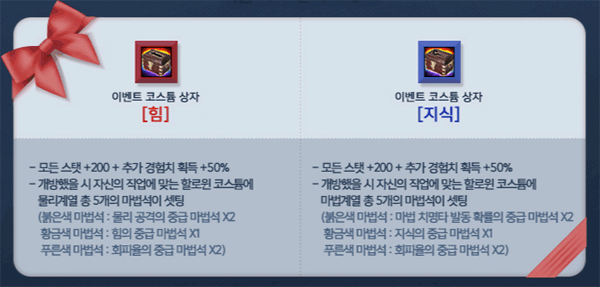 이벤트 코스튬 상자
[힘]
- 모든 스탯 +200 + 추가 경험치 획득 +50%
- 개방했을 시 자신의 직업에 맞는 할로윈 코스튬에
물리계열 총 5개의 마법석이 셋팅
(붉은색 마법석 : 물리 공격의 중급 마법석 X2
황금색 마법석 : 힘의 중급 마법석 X1
푸른색 마법석 : 회피율의 중급 마법석 X2)
이벤트 코스튬 상자
[지식]
- 모든 스탯 +200 + 추가 경험치 획득 +50%
- 개방했을 시 자신의 직업에 맞는 할로윈 코스튬에
마법계열 총 5개의 마법석이 셋팅
(붉은색 마법석 : 마법 치명타 발동 확률의 중급 마법석 X2
황금색 마법석 : 지식의 중급 마법석 X1
푸른색 마법석 : 회피율의 중급 마법석 X2)